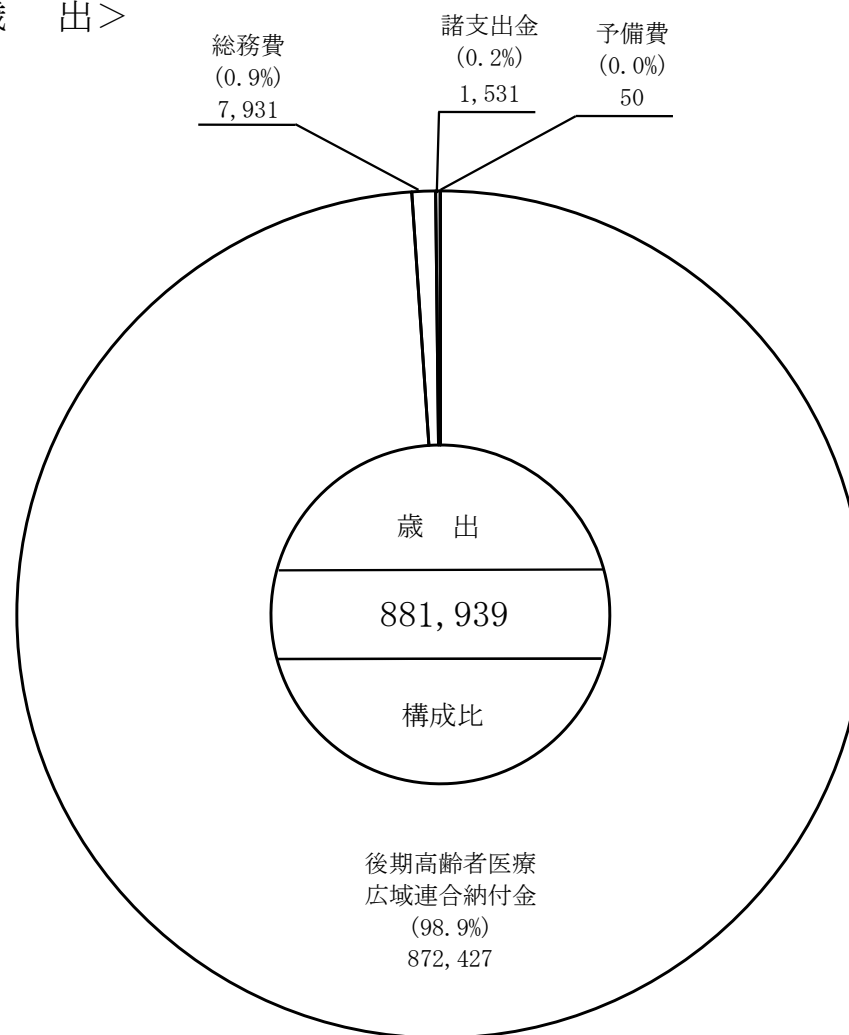 出>
総務費
(0.9%)
7,931
諸支出金
(0.2%)
1,531
予備費
(0.0%)
50
歳 出
881,939
構成比
後期高齢者医療
広域連合納付金
(98.9%)
872,427